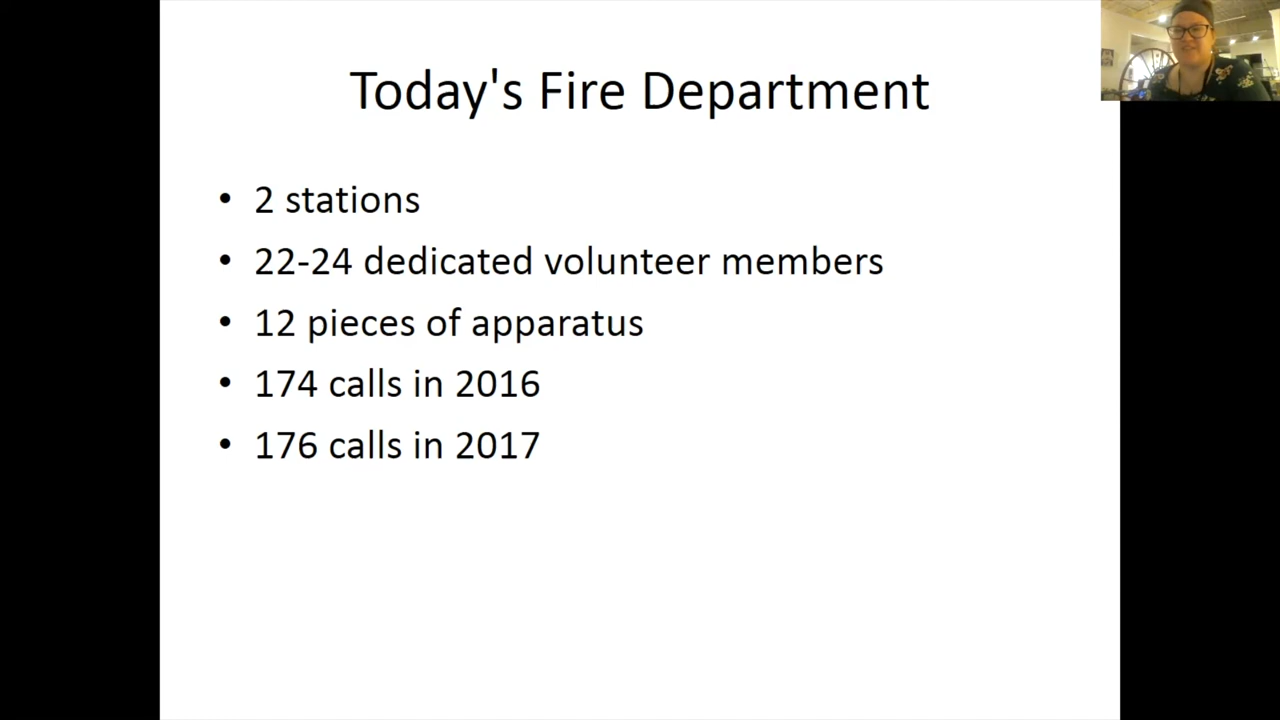 Today's Fire Department
• 2 stations
• 22-24 dedicated volunteer members
• 12 pieces of apparatus
• 174 calls in 2016
• 176 calls in 2017